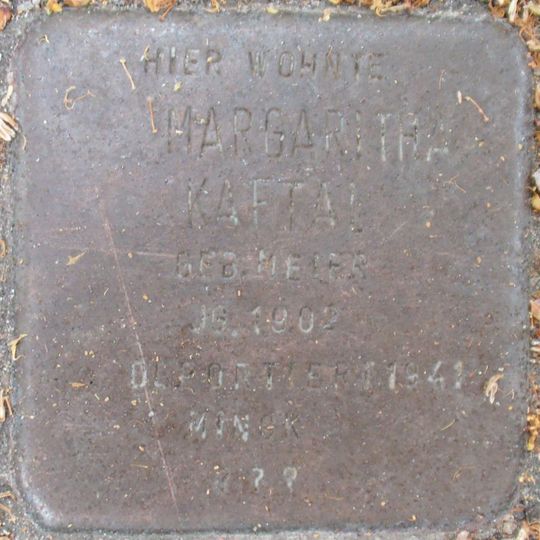 HIER WOHNTE
MARGARITHA
KAFTAL
GEB. MEIER
JG. 1902
DEPORTIERT 1941
MINSK
???